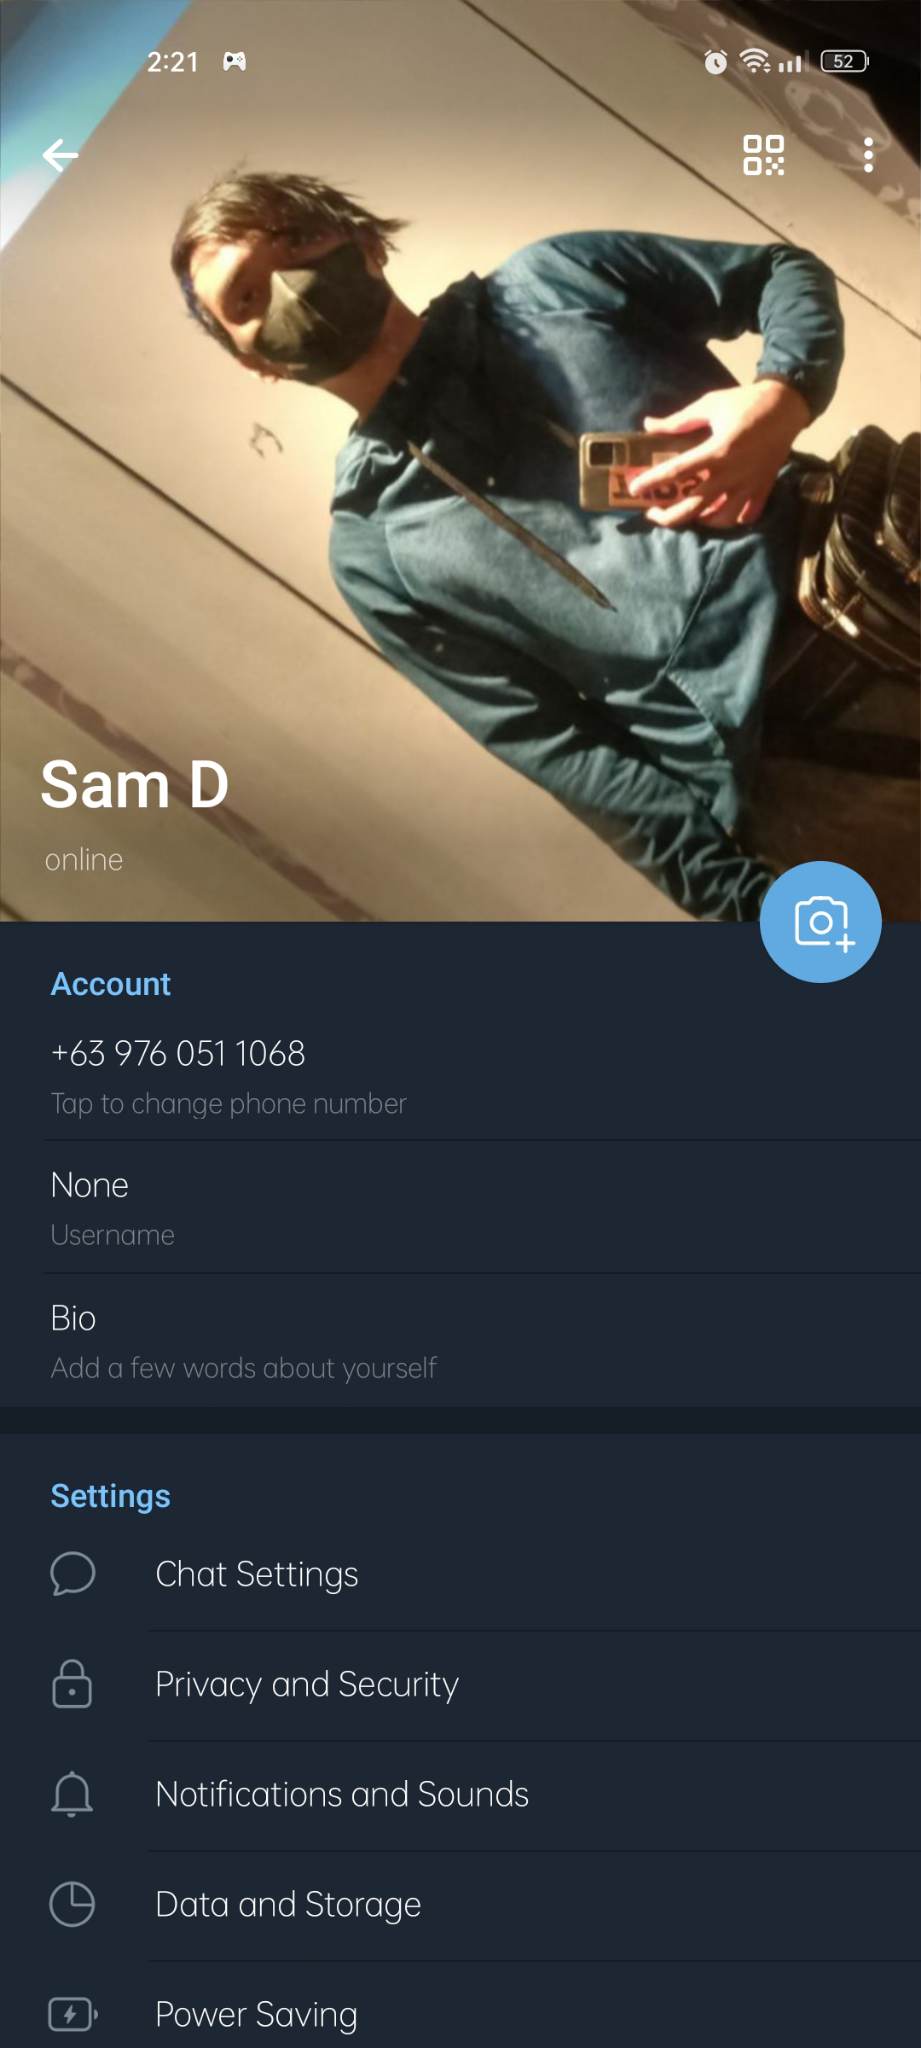 2:21
52
Sam D
online
Account
+63 976 051 1068
Tap to change phone number
None
Username
Bio
Add a few words about yourself
Settings
Chat Settings
Privacy and Security
Notifications and Sounds
Data and Storage
Power Saving